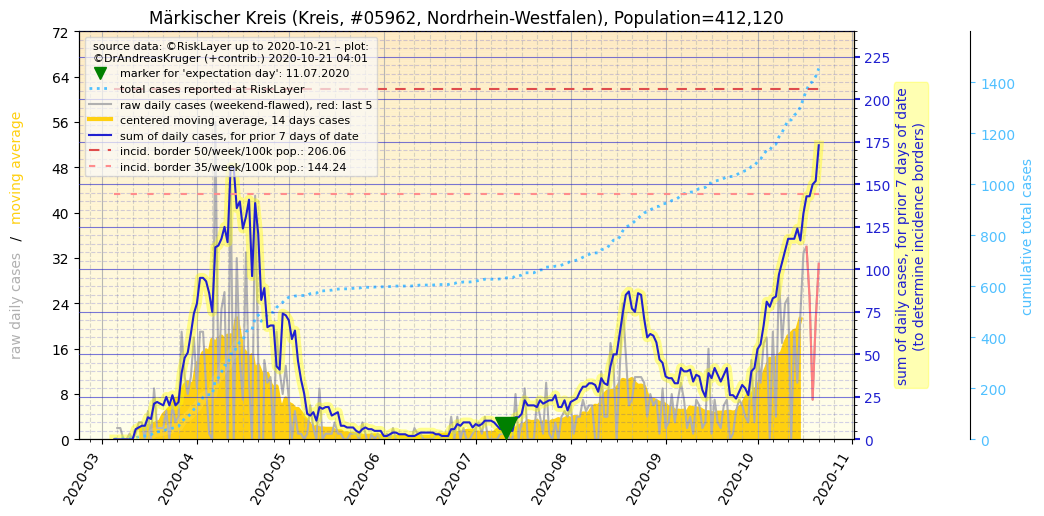 Märkischer Kreis (Kreis, #05962, Nordrhein-Westfalen), Population=412,120
source data: ©RiskLayer up to 2020-10-21 – plot:
©DrAndreasKruger (+contrib.) 2020-10-21 04:01
marker for 'expectation day': 11.07.2020
total cases reported at RiskLayer
raw daily cases (weekend-flawed), red: last 5
centered moving average, 14 days cases
sum of daily cases, for prior 7 days of date
incid. border 50/week/100k pop.: 206.06
incid. border 35/week/100k pop.: 144.24
raw daily cases / moving average
72
64
56
48
40
32
24
16
8
0
2020-03
2020-04
2020-05
2020-06
2020-07
2020-08
2020-09
2020-10
2020-11
225
200
175
150
125
100
75
50
25
0
sum of daily cases, for prior 7 days of date
(to determine incidence borders)
1400
1200
1000
800
600
400
200
0
cumulative total cases